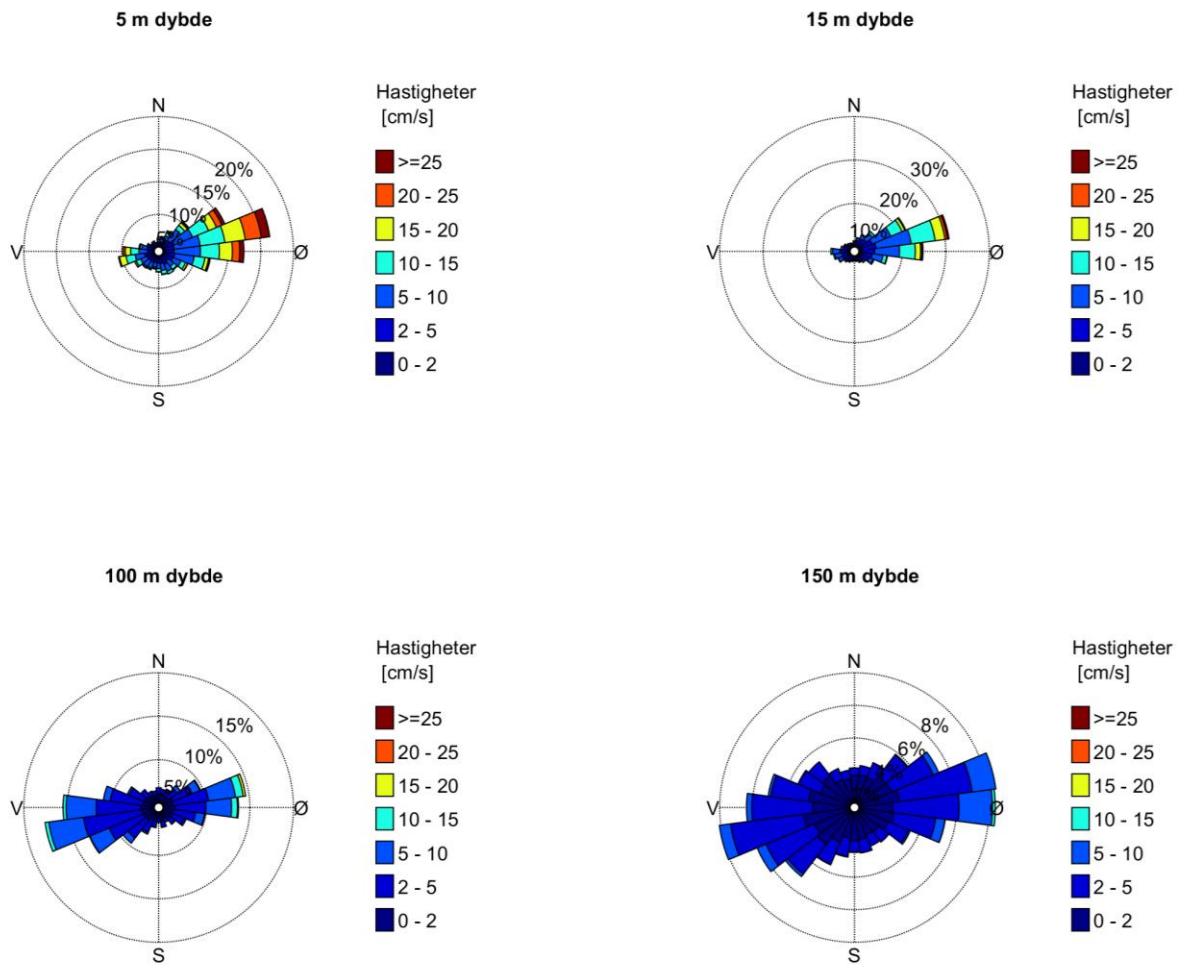 5 m dybde
N
V
Ø
S
20%
15%
10%
Hastigheter
[cm/s]
>=25
20 - 25
15 - 20
10 - 15
5 - 10
2 - 5
0 - 2
15 m dybde
N
V
Ø
S
30%
20%
10%
Hastigheter
[cm/s]
>=25
20 - 25
15 - 20
10 - 15
5 - 10
2 - 5
0 - 2
100 m dybde
N
V
Ø
S
15%
10%
5%
Hastigheter
[cm/s]
>=25
20 - 25
15 - 20
10 - 15
5 - 10
2 - 5
0 - 2
150 m dybde
N
V
Ø
S
8%
6%
Hastigheter
[cm/s]
>=25
20 - 25
15 - 20
10 - 15
5 - 10
2 - 5
0 - 2